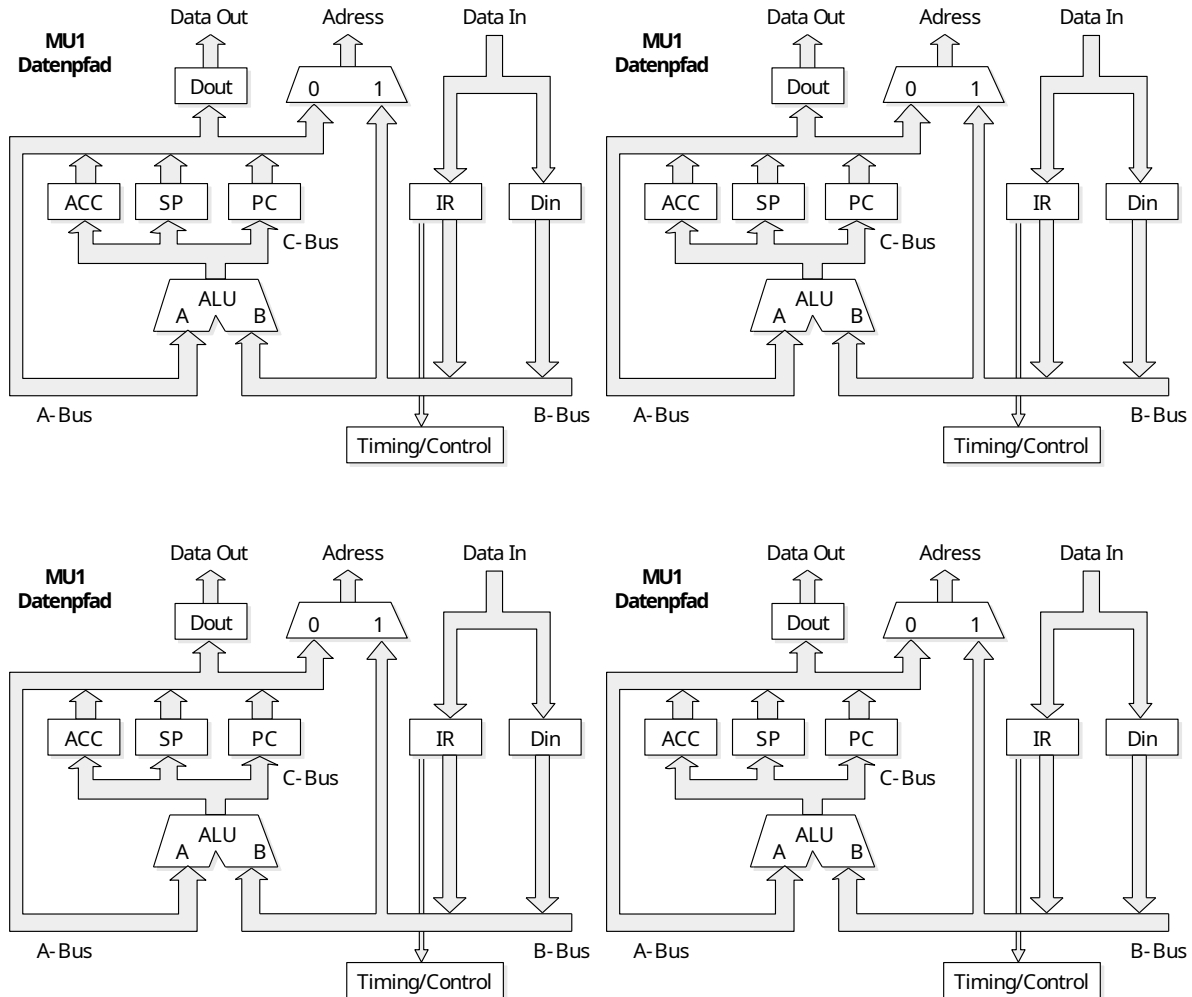 Data Out Adress Data In
MU1
Datenpfad
Dout
0 1
ACC SP PC IR Din
C-Bus
ALU
A B
A-Bus B-Bus
Timing/Control
Data Out Adress Data In
MU1
Datenpfad
Dout
0 1
ACC SP PC IR Din
C-Bus
ALU
A B
A-Bus B-Bus
Timing/Control
Data Out Adress Data In
MU1
Datenpfad
Dout
0 1
ACC SP PC IR Din
C-Bus
ALU
A B
A-Bus B-Bus
Timing/Control
Data Out Adress Data In
MU1
Datenpfad
Dout
0 1
ACC SP PC IR Din
C-Bus
ALU
A B
A-Bus B-Bus
Timing/Control